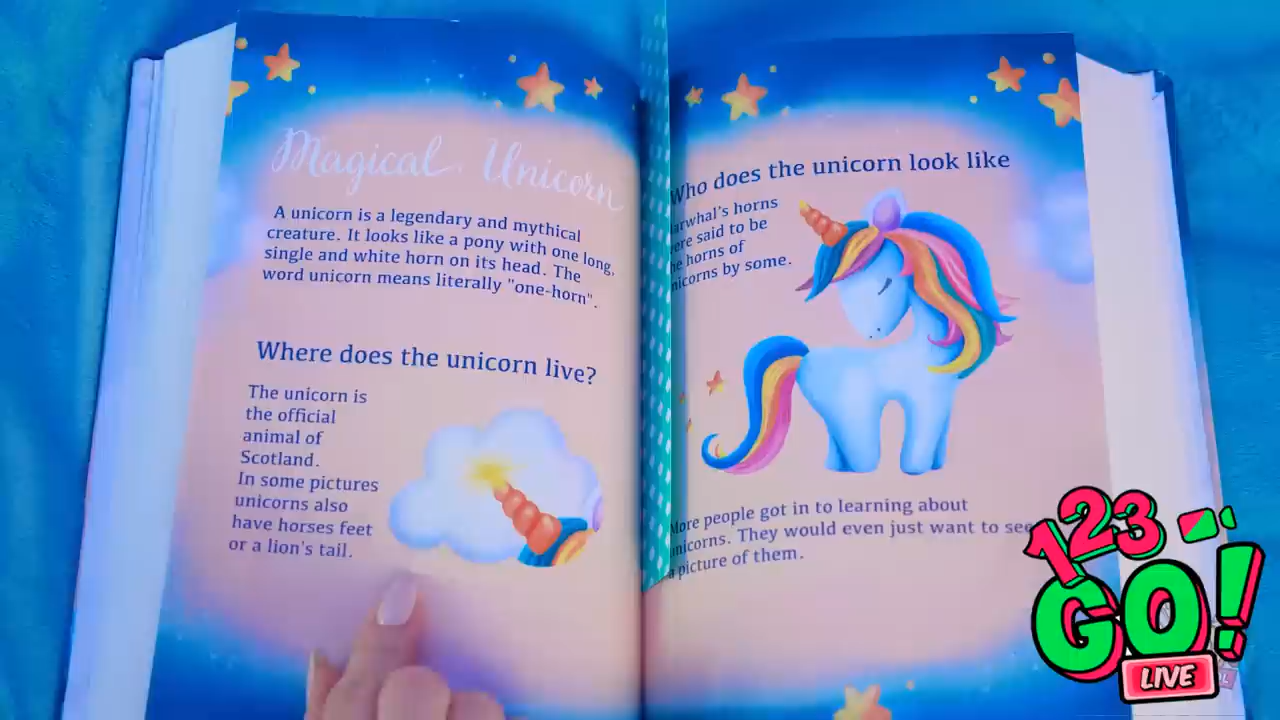 Magical Unicorn
A unicorn is a legendary and mythical
creature. It looks like a pony with one long,
single and white horn on its head. The
word unicorn means literally "one-horn".
Where does the unicorn live?
The unicorn is
the official
animal of
Scotland.
In some pictures
unicorns also
have horses feet
or a lion's tail.
Who does the unicorn look like
arwhal's horns
ere said to be
he horns of
nicorns by some.
More people got in to learning about
unicorns. They would even just want to see
a picture of them.
123
GO!
LIVE